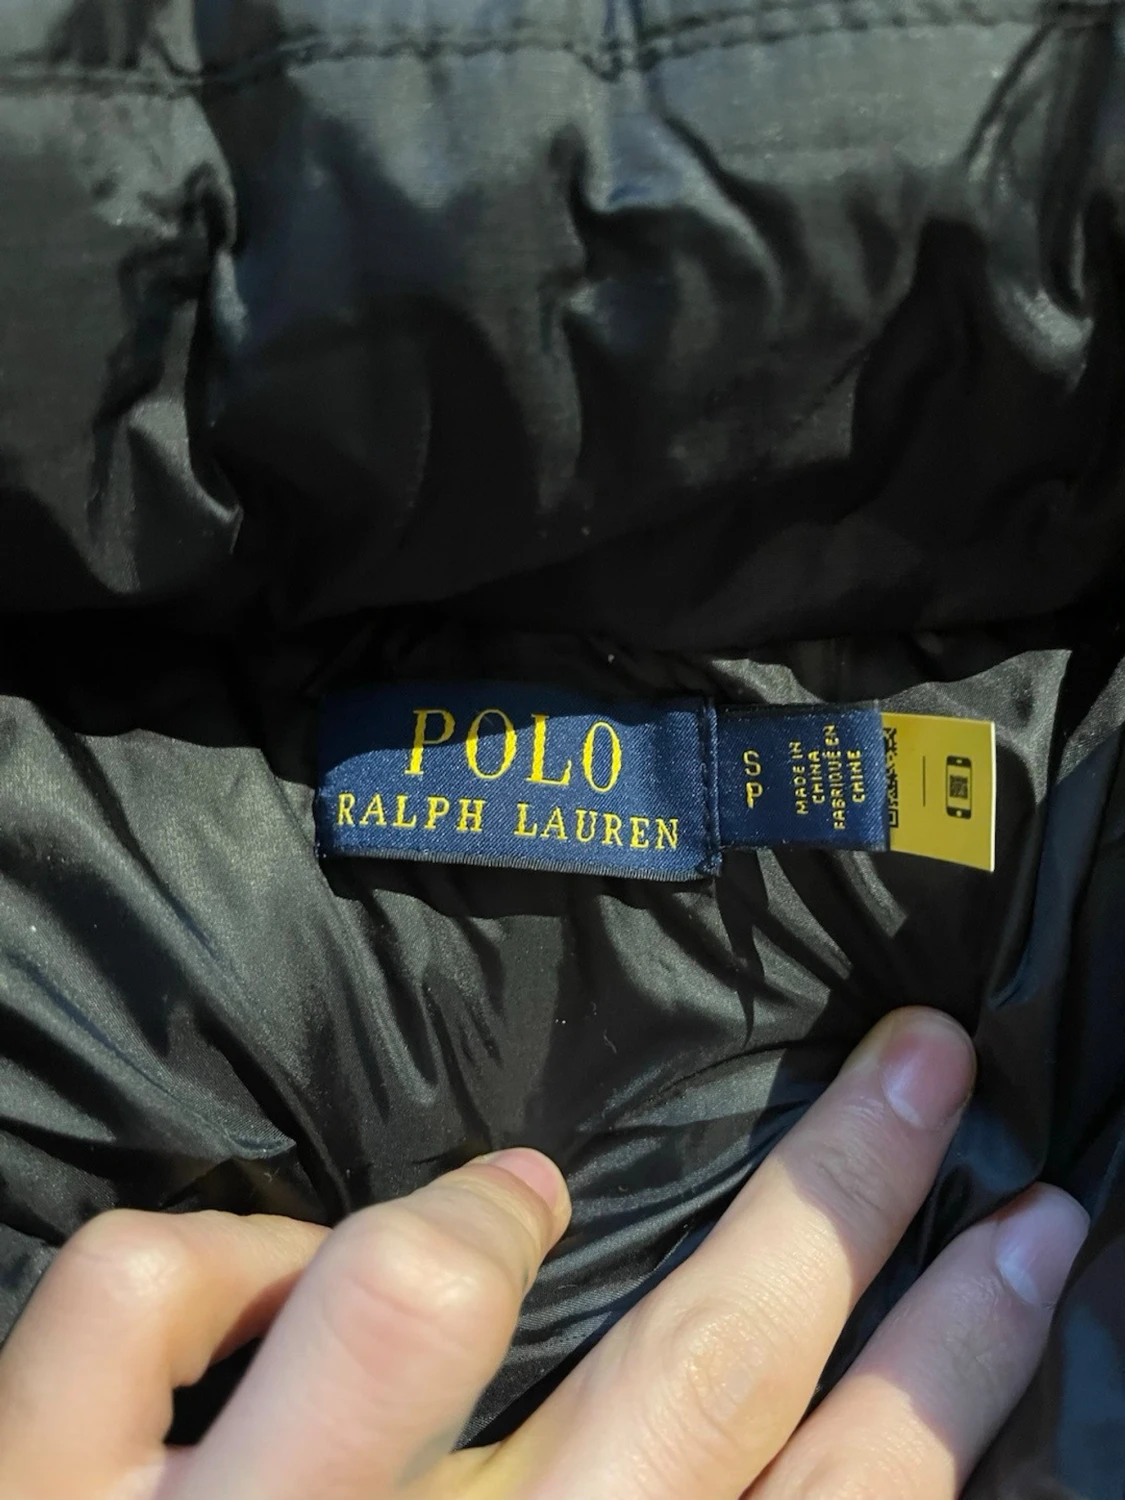 POLO
RALPH LAUREN
S
P
MADE IN
CHINA
FABRIQUÉ EN
CHINE